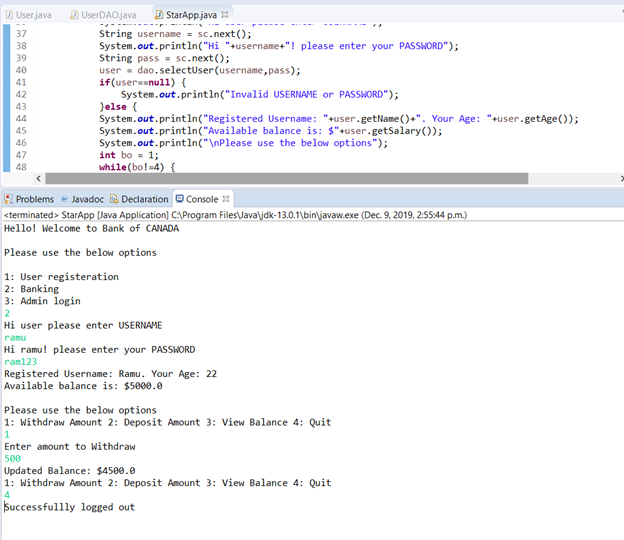 User.java UserDAO.java StarApp.java
37 String username = sc.next();
38 System.out.println("Hi "+username+"! please enter your PASSWORD");
39 String pass = sc.next();
40 user = dao.selectUser(username,pass);
41 if(user==null) {
42 System.out.println("Invalid USERNAME or PASSWORD");
43 }else {
44 System.out.println("Registered Username: "+user.getName()+". Your Age: "+user.getAge());
45 System.out.println("Available balance is: $"+user.getSalary());
46 System.out.println("\nPlease use the below options");
47 int bo = 1;
48 while(bo!=4) {
Problems Javadoc Declaration Console
<terminated> StarApp [Java Application] C:\Program Files\Java\jdk-13.0.1\bin\javaw.exe (Dec. 9, 2019, 2:55:44 p.m.)
Hello! Welcome to Bank of CANADA
Please use the below options
1: User registeration
2: Banking
3: Admin login
2
Hi user please enter USERNAME
ramu
Hi ramu! please enter your PASSWORD
ram123
Registered Username: Ramu. Your Age: 22
Available balance is: $5000.0
Please use the below options
1: Withdraw Amount 2: Deposit Amount 3: View Balance 4: Quit
1
Enter amount to Withdraw
500
Updated Balance: $4500.0
1: Withdraw Amount 2: Deposit Amount 3: View Balance 4: Quit
4
Successfullly logged out